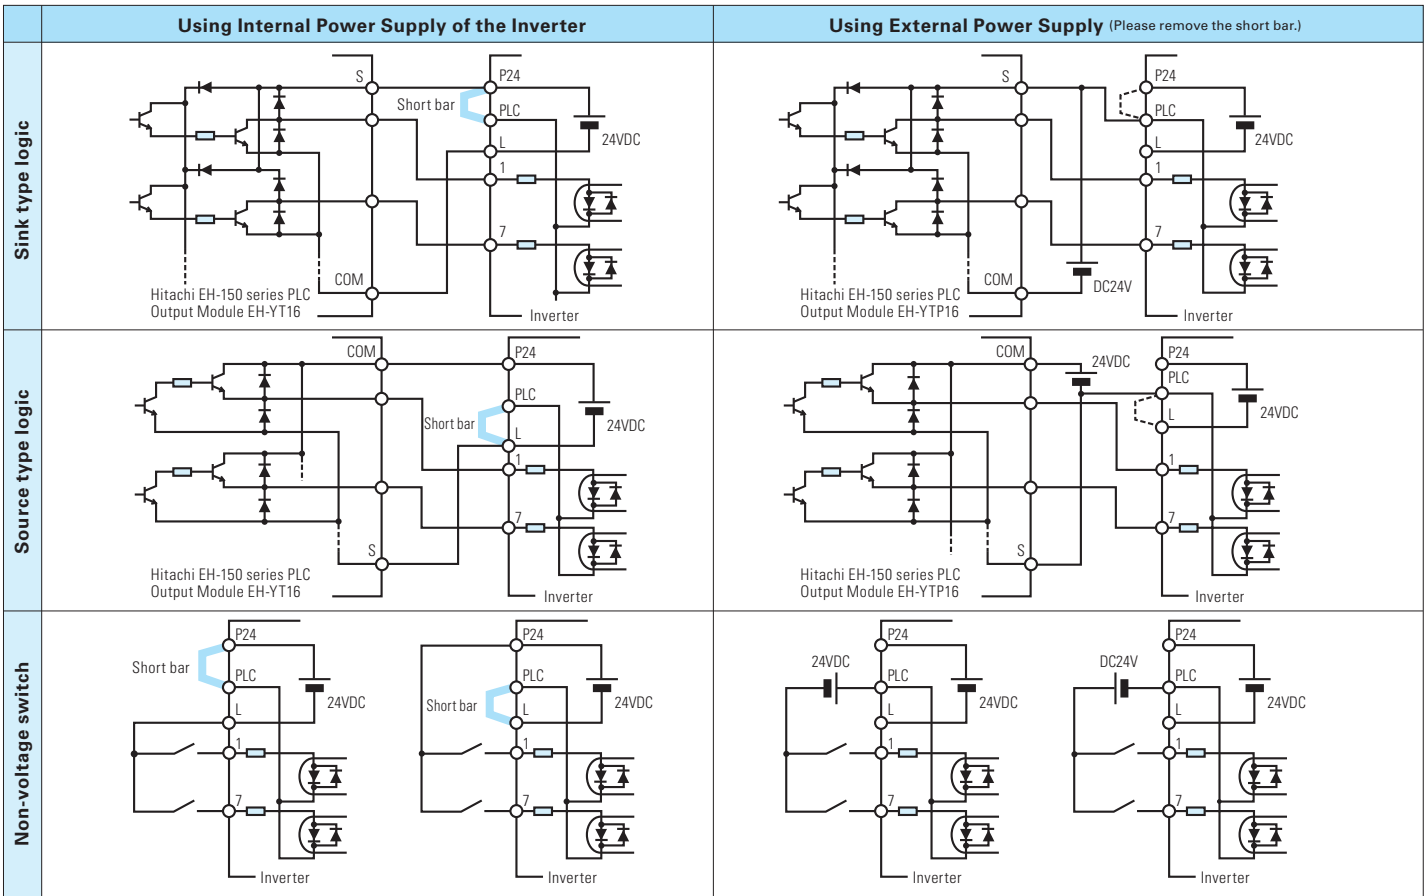 Using Internal Power Supply of the Inverter
Using External Power Supply (Please remove the short bar.)
Sink type logic
S
P24
Short bar
PLC
24VDC
L
1
7
COM
Hitachi EH-150 series PLC
Output Module EH-YT16
Inverter
S
P24
PLC
24VDC
L
1
7
COM
DC24V
Hitachi EH-150 series PLC
Output Module EH-YTP16
Inverter
Source type logic
COM
P24
PLC
Short bar
24VDC
L
1
7
S
Hitachi EH-150 series PLC
Output Module EH-YT16
Inverter
COM
24VDC
P24
PLC
L
24VDC
1
7
S
Hitachi EH-150 series PLC
Output Module EH-YTP16
Inverter
Non-voltage switch
P24
Short bar
PLC
24VDC
L
1
7
Inverter
P24
PLC
Short bar
24VDC
L
1
7
Inverter
P24
24VDC
PLC
24VDC
L
1
7
Inverter
P24
DC24V
PLC
24VDC
L
1
7
Inverter